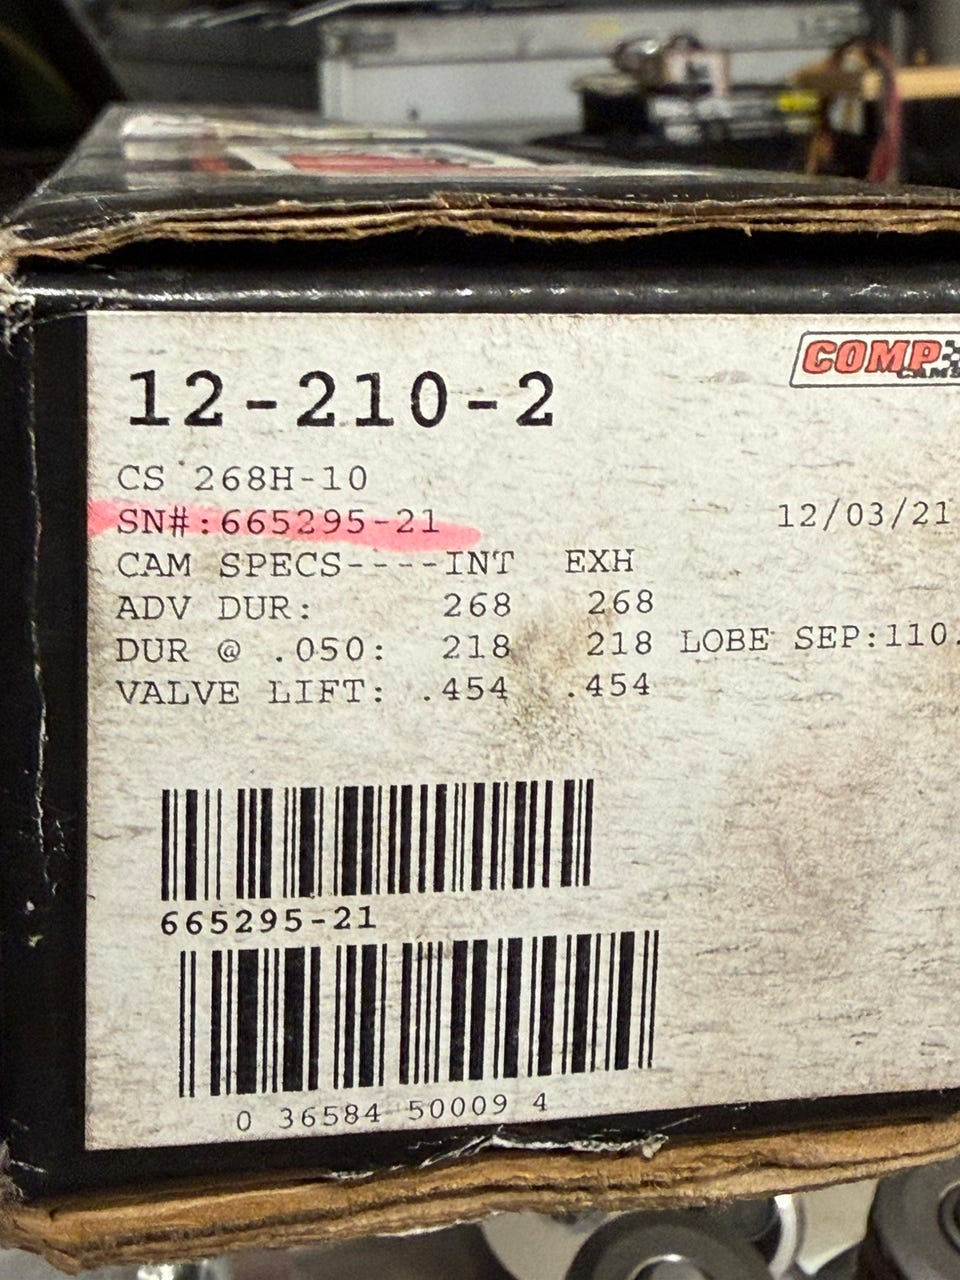 COMP
CAMS
12-210-2
CS 268H-10
SN#:665295-21 12/03/21
CAM SPECS----INT EXH
ADV DUR: 268 268
DUR @ .050: 218 218 LOBE SEP:110.
VALVE LIFT: .454 .454
665295-21
0 36584 50009 4